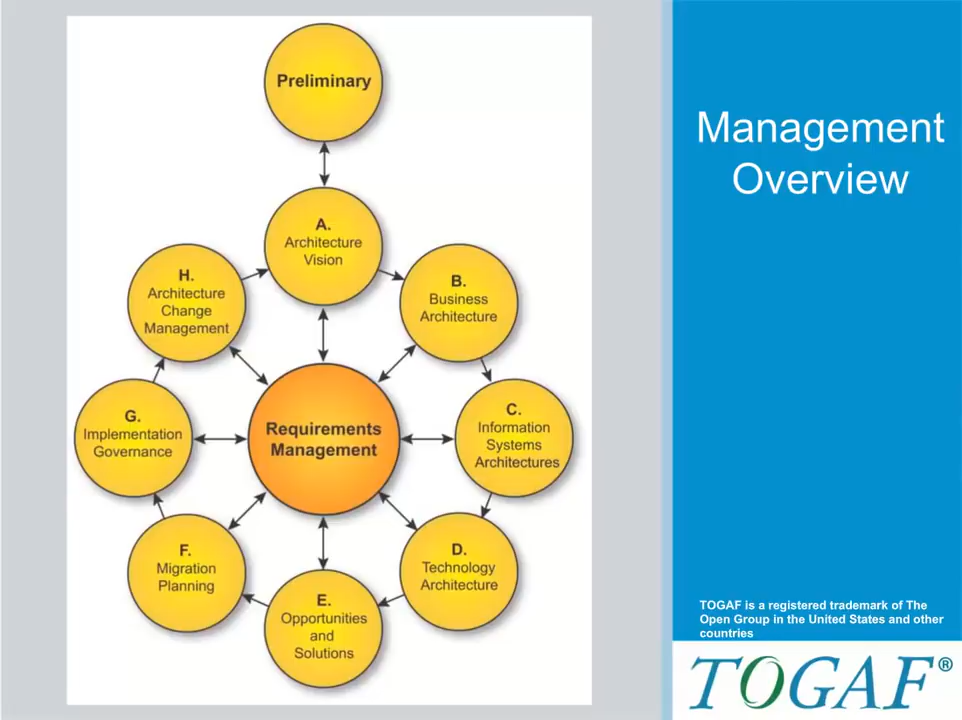 Preliminary
A.
Architecture
Vision
B.
Business
Architecture
C.
Information
Systems
Architectures
D.
Technology
Architecture
E.
Opportunities
and
Solutions
F.
Migration
Planning
G.
Implementation
Governance
H.
Architecture
Change
Management
Requirements
Management
Management
Overview
TOGAF is a registered trademark of The
Open Group in the United States and other
countries
TOGAF®